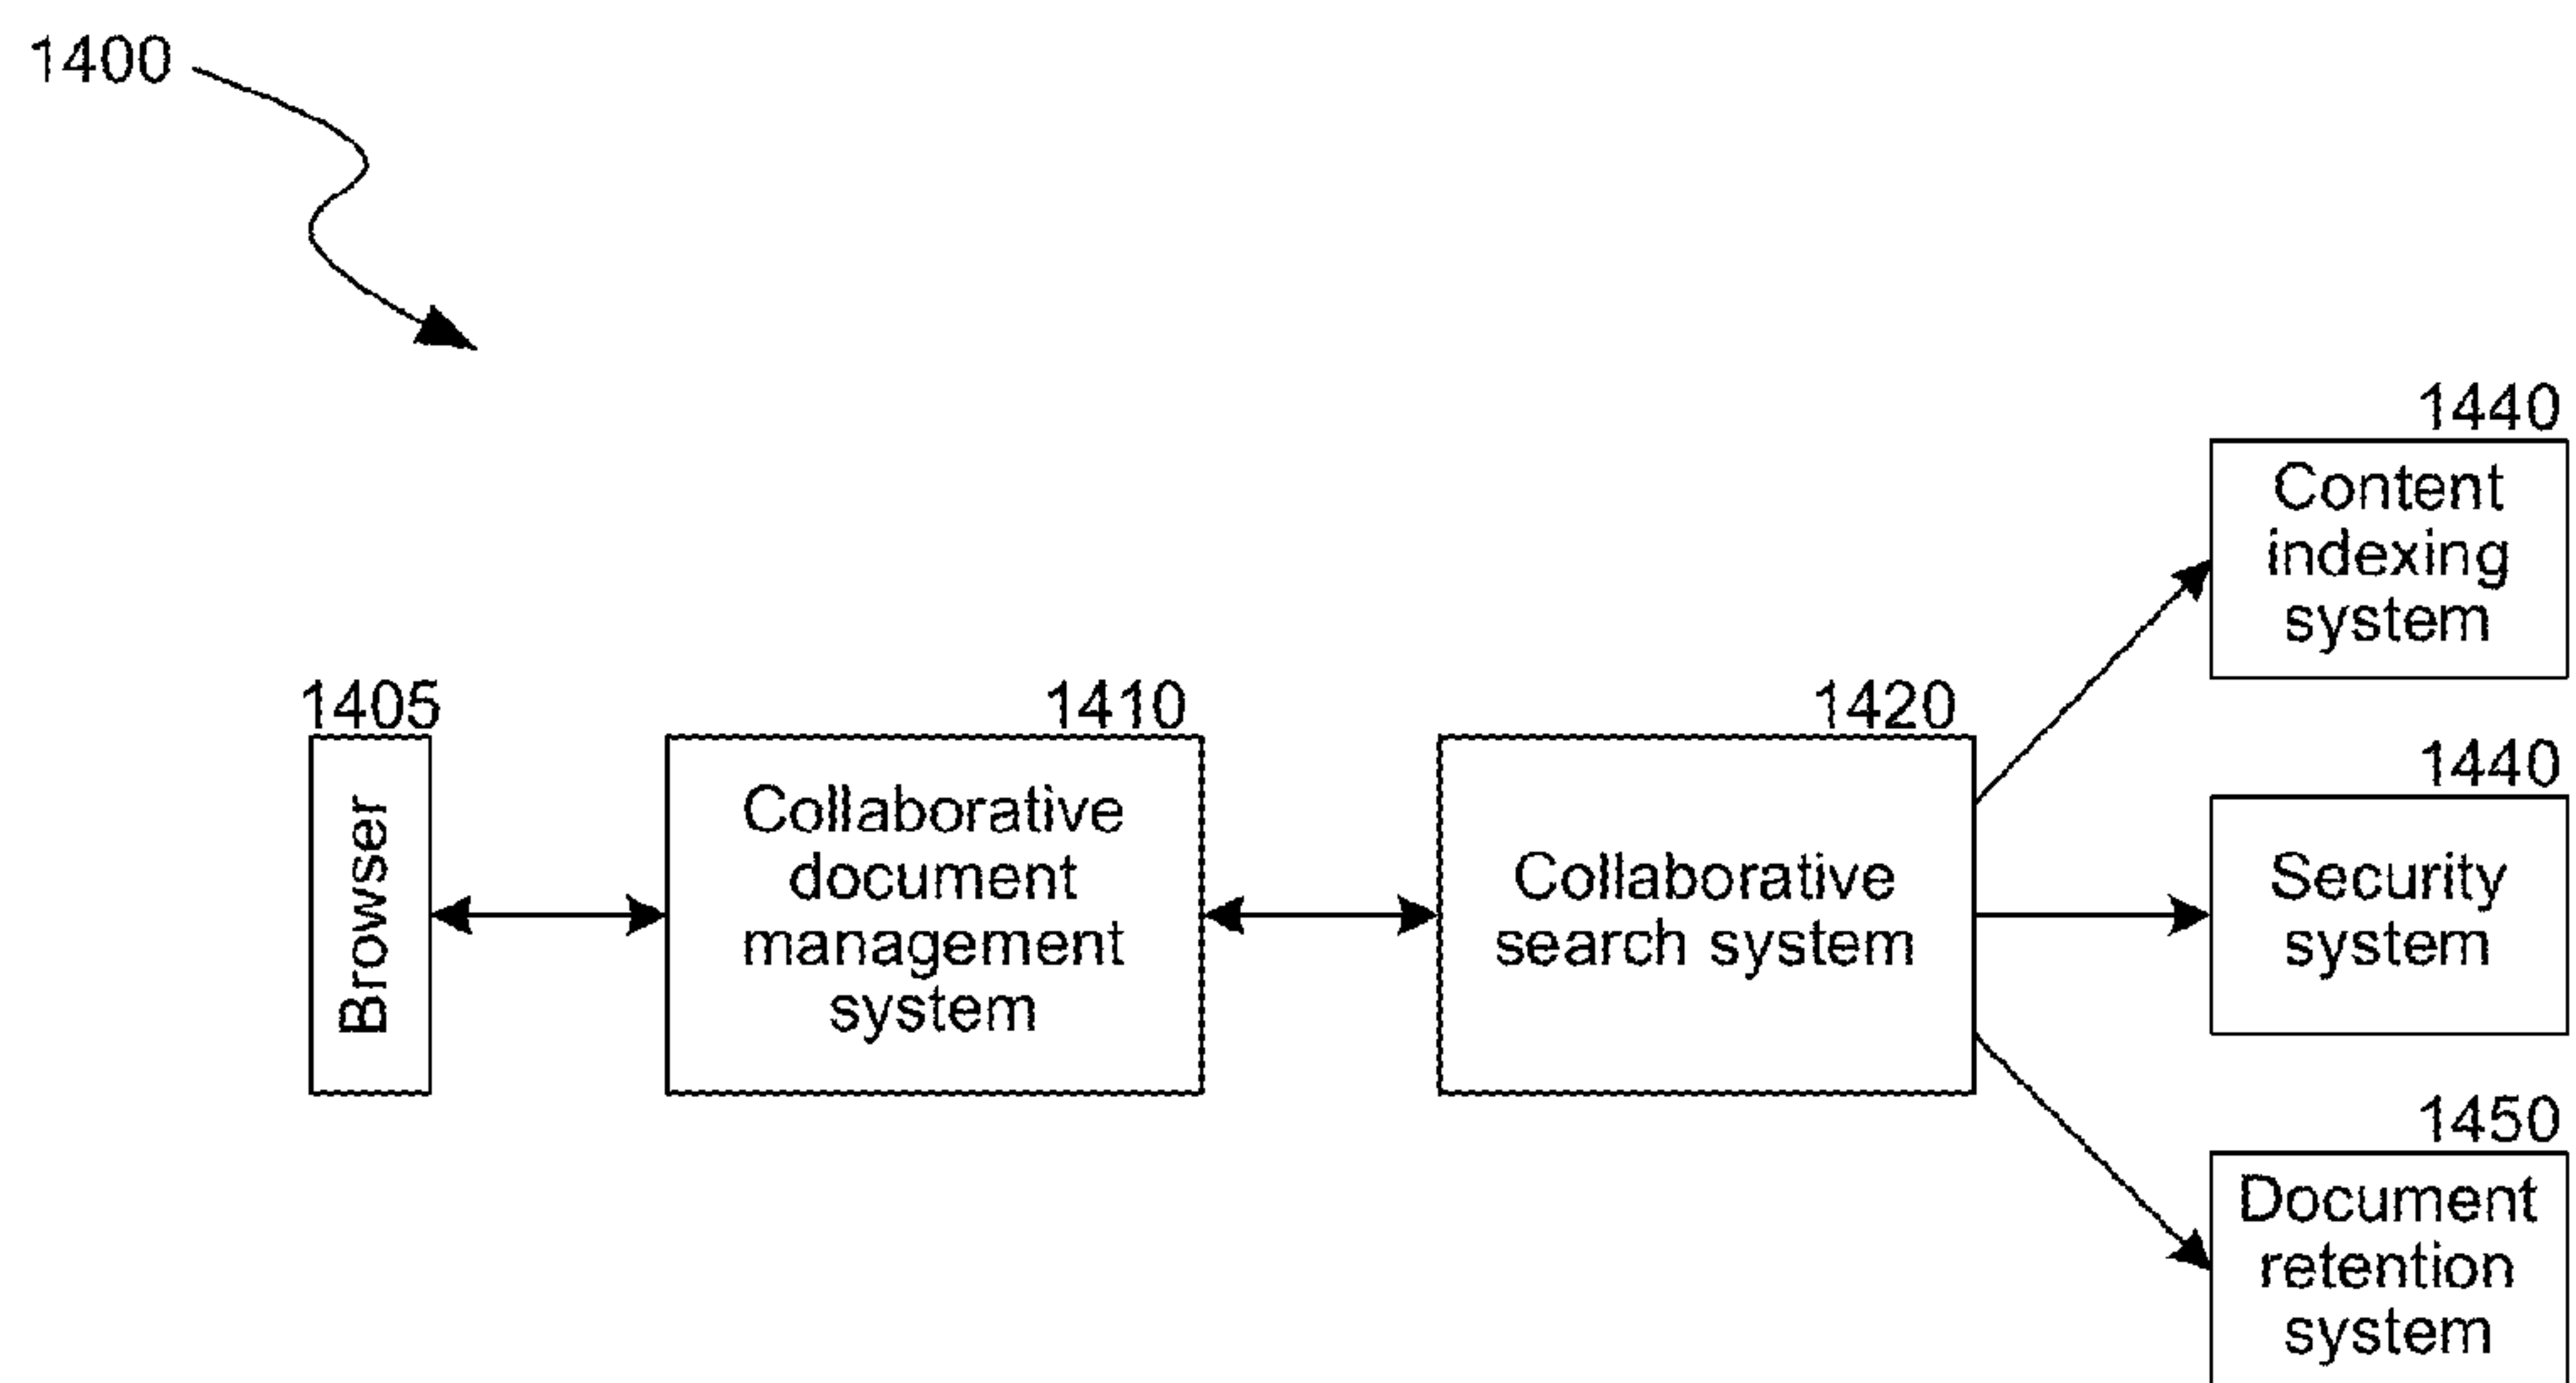 1400
1440
Content
indexing
system
1405
Browser
1410
Collaborative
document
management
system
1420
Collaborative
search system
1440
Security
system
1450
Document
retention
system